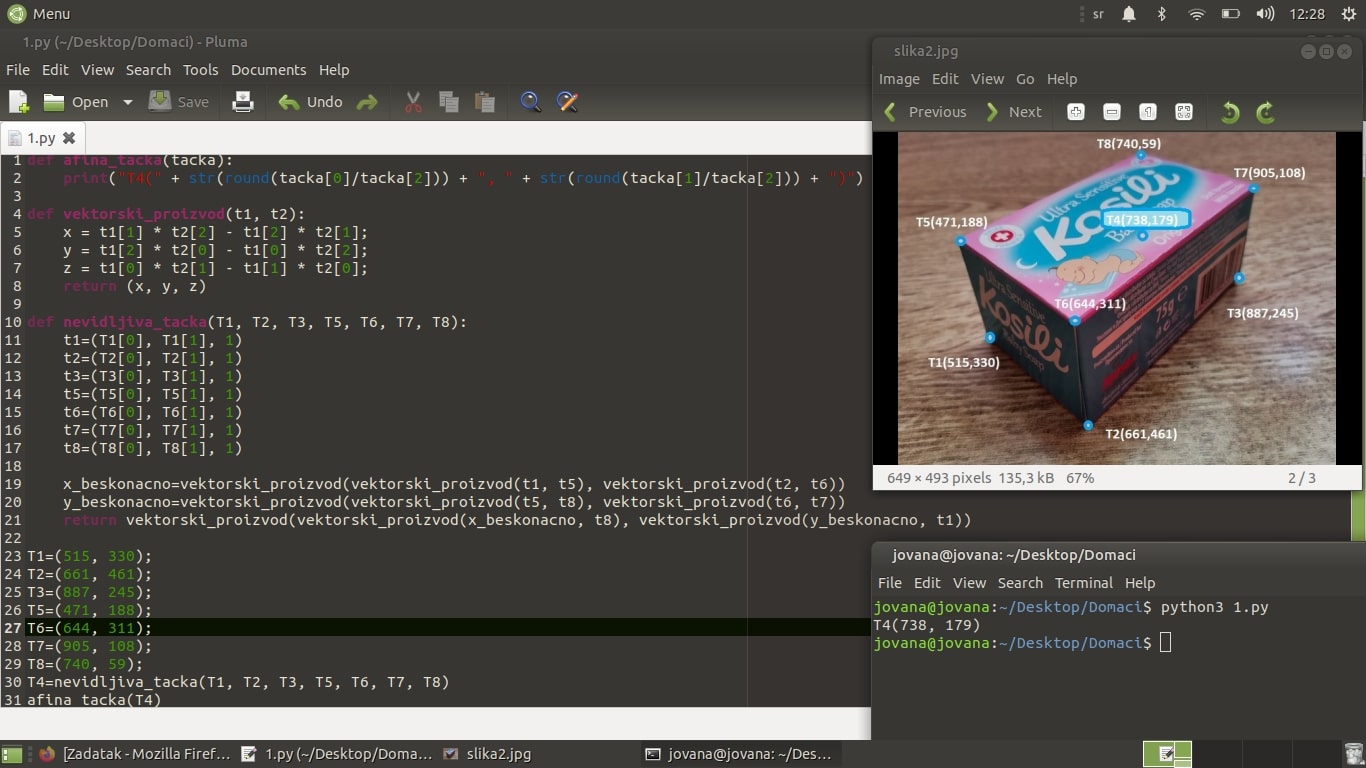 Menu
sr
12:28
1.py (~/Desktop/Domaci) - Pluma
File Edit View Search Tools Documents Help
Open Save Undo
1.py
1 def afina_tacka(tacka):
2 print("T4(" + str(round(tacka[0]/tacka[2])) + ", " + str(round(tacka[1]/tacka[2])) + ")")
3
4 def vektorski_proizvod(t1, t2):
5 x = t1[1] * t2[2] - t1[2] * t2[1];
6 y = t1[2] * t2[0] - t1[0] * t2[2];
7 z = t1[0] * t2[1] - t1[1] * t2[0];
8 return (x, y, z)
9
10 def nevidljiva_tacka(T1, T2, T3, T5, T6, T7, T8):
11 t1=(T1[0], T1[1], 1)
12 t2=(T2[0], T2[1], 1)
13 t3=(T3[0], T3[1], 1)
14 t5=(T5[0], T5[1], 1)
15 t6=(T6[0], T6[1], 1)
16 t7=(T7[0], T7[1], 1)
17 t8=(T8[0], T8[1], 1)
18
19 x_beskonacno=vektorski_proizvod(vektorski_proizvod(t1, t5), vektorski_proizvod(t2, t6))
20 y_beskonacno=vektorski_proizvod(vektorski_proizvod(t5, t8), vektorski_proizvod(t6, t7))
21 return vektorski_proizvod(vektorski_proizvod(x_beskonacno, t8), vektorski_proizvod(y_beskonacno, t1))
22
23 T1=(515, 330);
24 T2=(661, 461);
25 T3=(887, 245);
26 T5=(471, 188);
27 T6=(644, 311);
28 T7=(905, 108);
29 T8=(740, 59);
30 T4=nevidljiva_tacka(T1, T2, T3, T5, T6, T7, T8)
31 afina_tacka(T4)
slika2.jpg
Image Edit View Go Help
Previous Next
T8(740,59)
T7(905,108)
T5(471,188)
T4(738,179)
T6(644,311)
T3(887,245)
T1(515,330)
T2(661,461)
Ultra Sensitive
Kosili
Ultra Sensitive
Kosili
Baby Soap
75g
649 × 493 pixels 135,3 kB 67%
2 / 3
jovana@jovana: ~/Desktop/Domaci
File Edit View Search Terminal Help
jovana@jovana:~/Desktop/Domaci$ python3 1.py
T4(738, 179)
jovana@jovana:~/Desktop/Domaci$
[Zadatak - Mozilla Firef...
1.py (~/Desktop/Doma...
slika2.jpg
jovana@jovana: ~/Des...